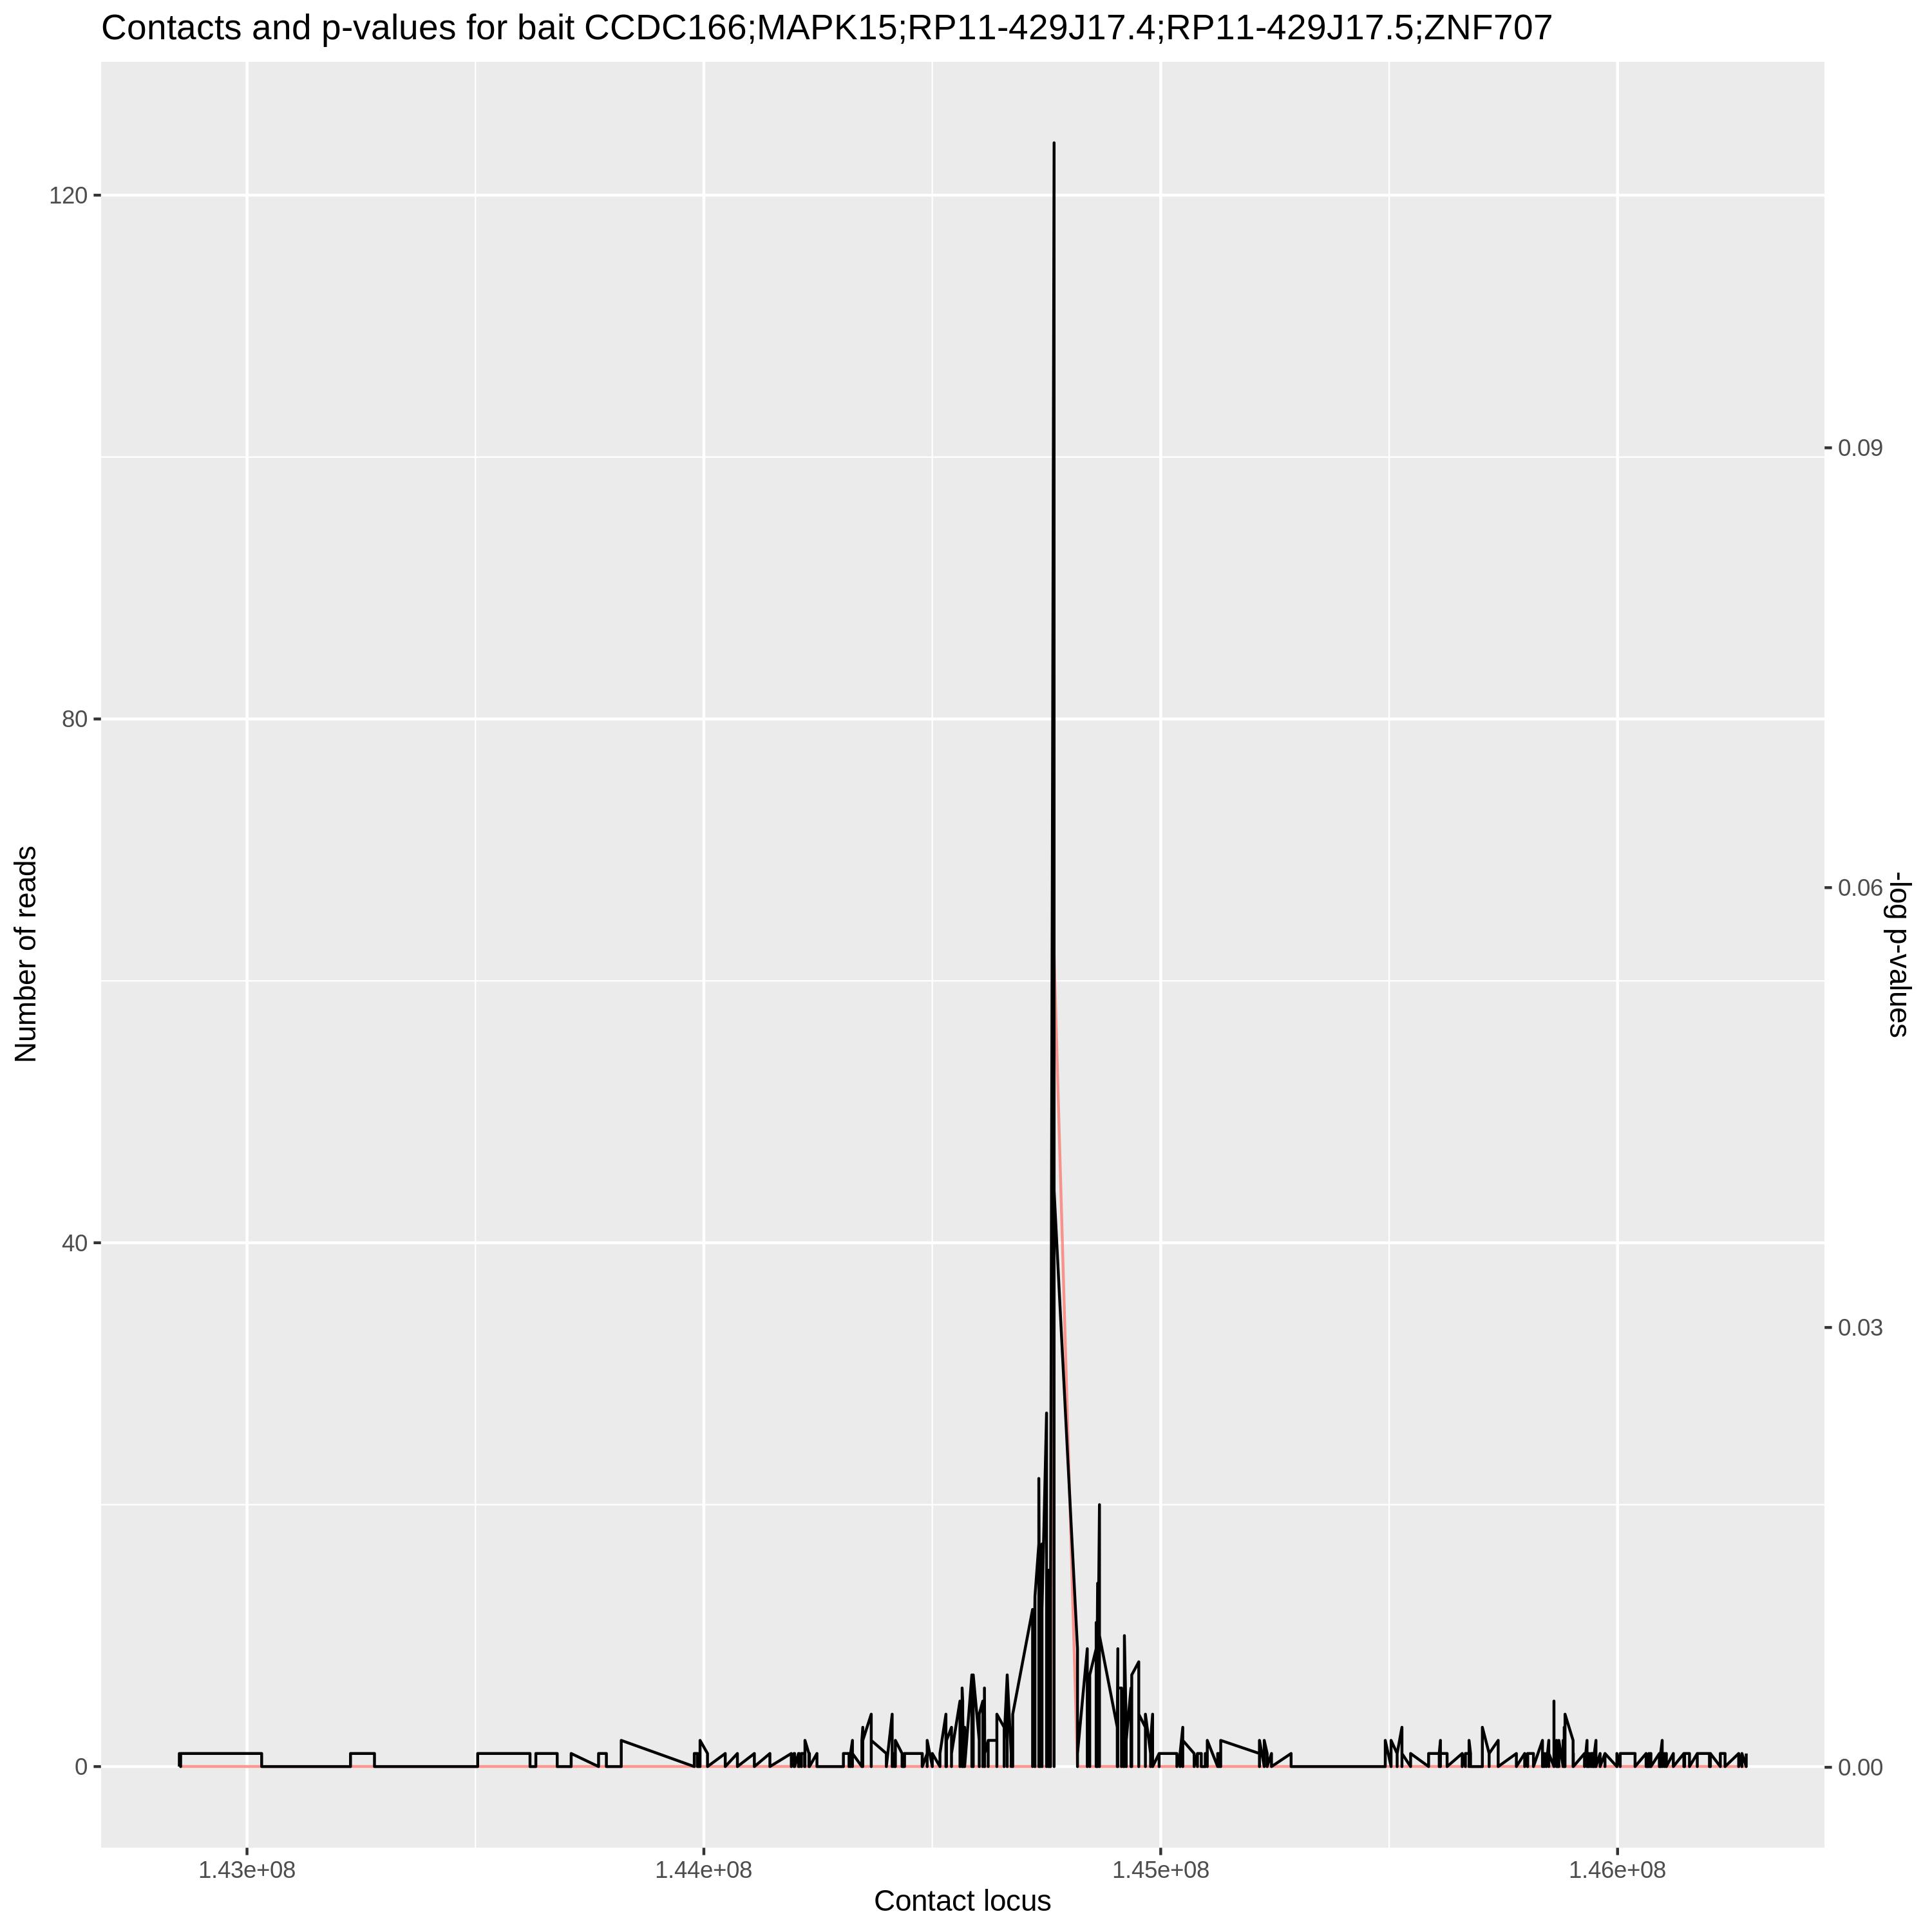 Contacts and p-values for bait CCDC166;MAPK15;RP11-429J17.4;RP11-429J17.5;ZNF707
120
80
40
0
Number of reads
0.09
0.06
0.03
0.00
-log p-values
1.43e+08
1.44e+08
1.45e+08
1.46e+08
Contact locus